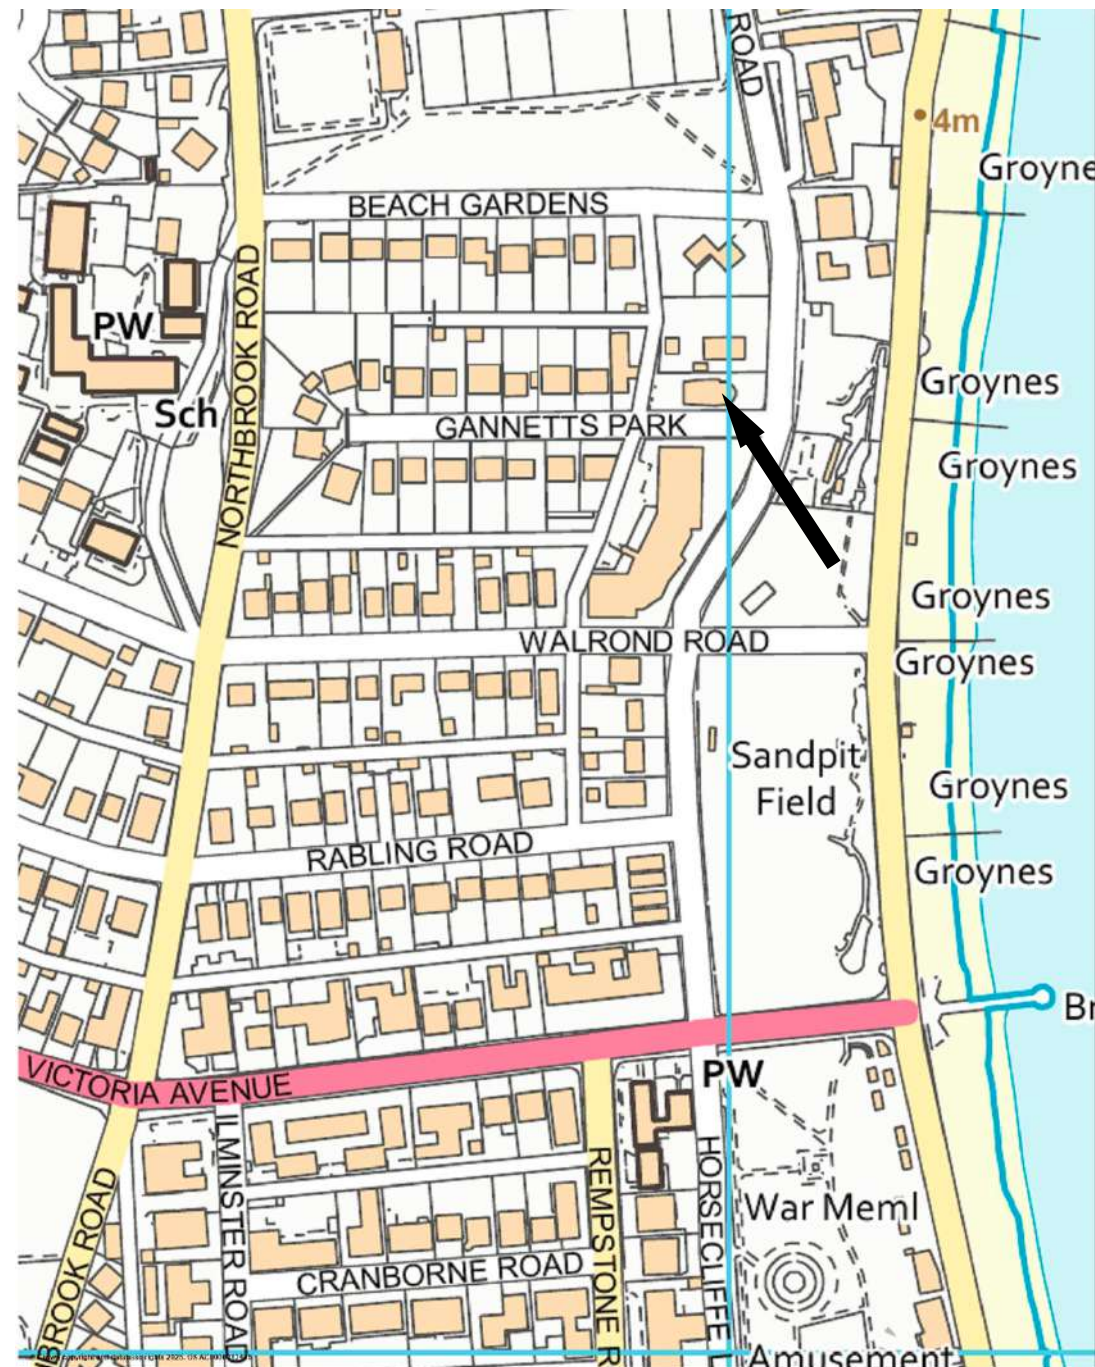 ROAD
4m
Groyne
BEACH GARDENS
NORTHBROOK ROAD
PW
Sch
Groynes
GANNETTS PARK
Groynes
Groynes
WALROND ROAD
Groynes
Sandpit
Field
Groynes
RABLING ROAD
Groynes
Br
VICTORIA AVENUE
PW
ILMINSTER ROAD
REMPSTONE R
HORSECLIFFE L
War Meml
BROOK ROAD
CRANBORNE ROAD
Amusement